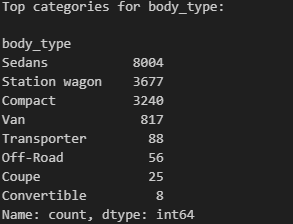 Top categories for body_type:
body_type
Sedans 8004
Station wagon 3677
Compact 3240
Van 817
Transporter 88
Off-Road 56
Coupe 25
Convertible 8
Name: count, dtype: int64